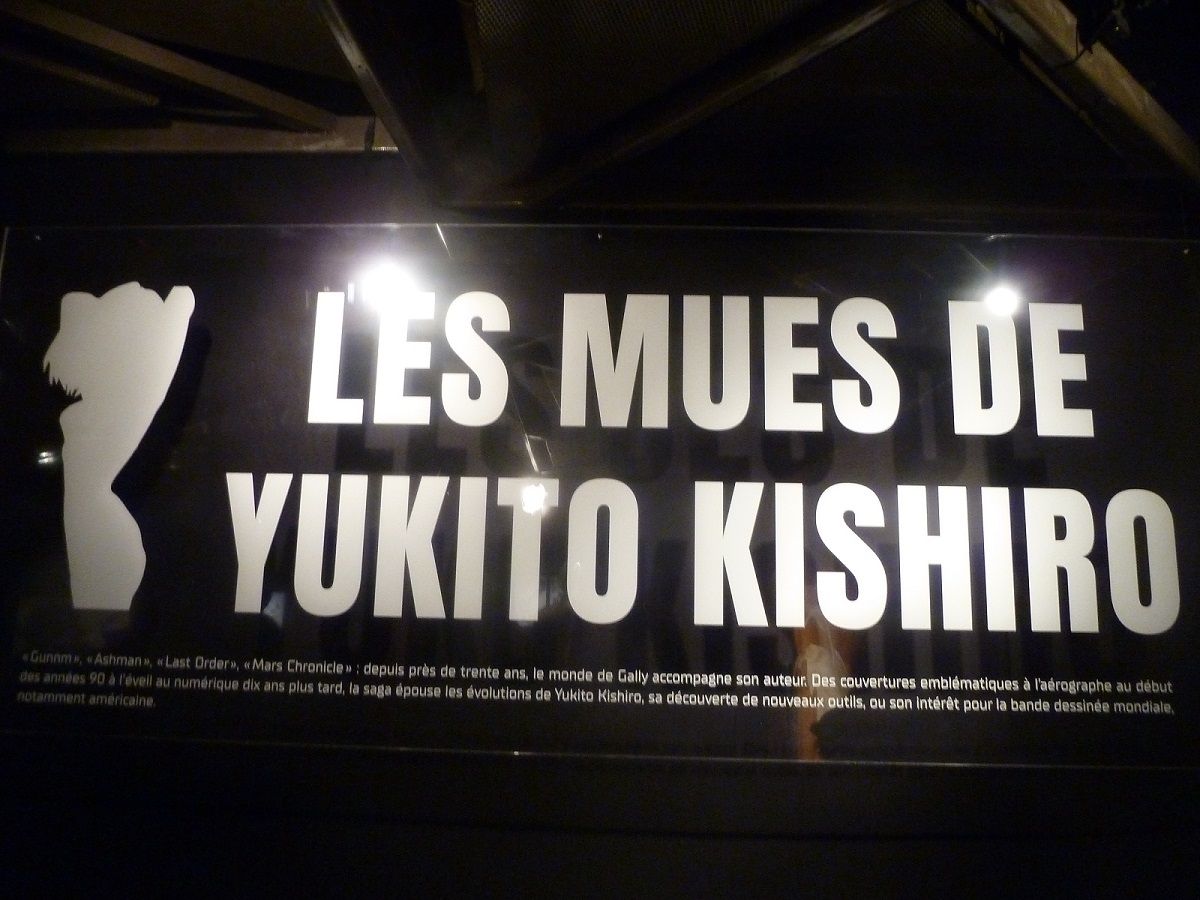 LES MUES DE
YUKITO KISHIRO
« Gunnm », « Ashman », « Last Order », « Mars Chronicle » : depuis près de trente ans, le monde de Gally accompagne son auteur. Des couvertures emblématiques à l'aérographe au début
des années 90 à l'éveil au numérique dix ans plus tard, la saga épouse les évolutions de Yukito Kishiro, sa découverte de nouveaux outils, ou son intérêt pour la bande dessinée mondiale,
notamment américaine.